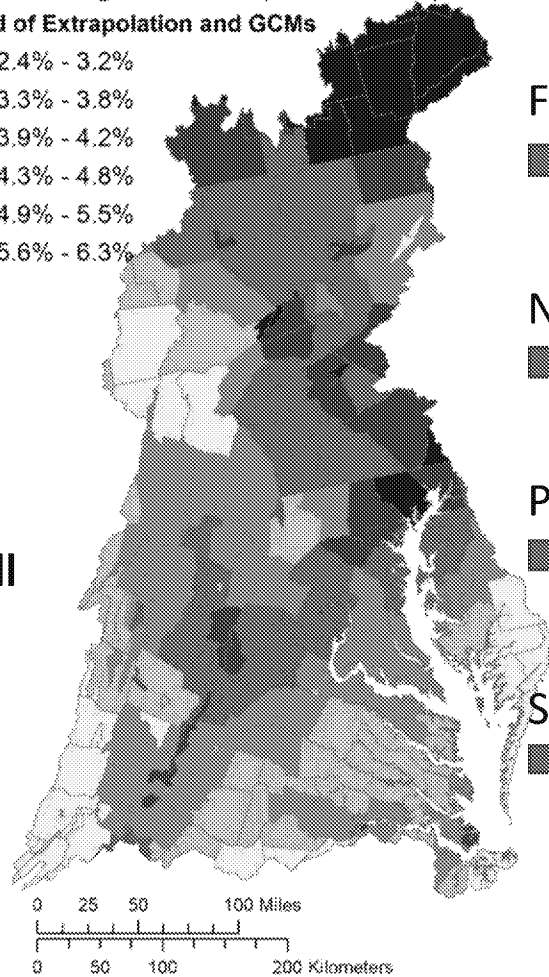 d of Extrapolation and GCMs
2.4% - 3.2%
3.3% - 3.8%
3.9% - 4.2%
4.3% - 4.8%
4.9% - 5.5%
5.6% - 6.3%
F
N
P
ll
S
0 25 50 100 Miles
0 50 100 200 Kilometers